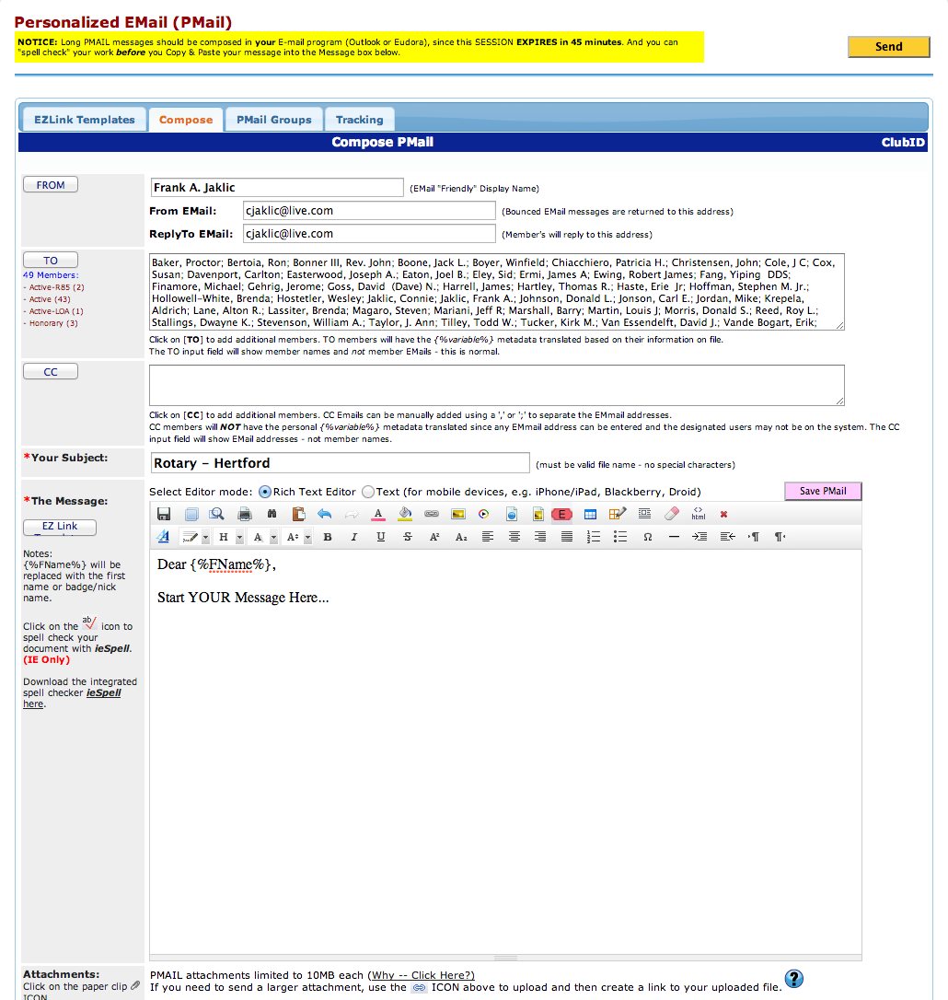 Personalized EMail (PMail)
NOTICE: Long PMAIL messages should be composed in your E-mail program (Outlook or Eudora), since this SESSION EXPIRES in 45 minutes. And you can
"spell check" your work before you Copy & Paste your message into the Message box below.
Send
EZLink Templates
Compose
PMail Groups
Tracking
Compose PMail
ClubID
FROM
Frank A. Jaklic
(EMail "Friendly" Display Name)
From EMail:
cjaklic@live.com
(Bounced EMail messages are returned to this address)
ReplyTo EMail:
cjaklic@live.com
(Member's will reply to this address)
TO
49 Members:
- Active-R85 (2)
- Active (43)
- Active-LOA (1)
- Honorary (3)
Baker, Proctor; Bertoia, Ron; Bonner III, Rev. John; Boone, Jack L.; Boyer, Winfield; Chiacchiero, Patricia H.; Christensen, John; Cole, J C; Cox,
Susan; Davenport, Carlton; Easterwood, Joseph A.; Eaton, Joel B.; Eley, Sid; Ermi, James A; Ewing, Robert James; Fang, Yiping  DDS;
Finamore, Michael; Gehrig, Jerome; Goss, David  (Dave) N.; Harrell, James; Hartley, Thomas R.; Haste, Erie  Jr; Hoffman, Stephen M. Jr.;
Hollowell-White, Brenda; Hostetler, Wesley; Jaklic, Connie; Jaklic, Frank A.; Johnson, Donald L.; Jonson, Carl E.; Jordan, Mike; Krepela,
Aldrich; Lane, Alton R.; Lassiter, Brenda; Magaro, Steven; Mariani, Jeff R; Marshall, Barry; Martin, Louis J; Morris, Donald S.; Reed, Roy L.;
Stallings, Dwayne K.; Stevenson, William A.; Taylor, J. Ann; Tilley, Todd W.; Tucker, Kirk M.; Van Essendelft, David J.; Vande Bogart, Erik;
Click on [TO] to add additional members. TO members will have the {%variable%} metadata translated based on their information on file.
The TO input field will show member names and not member EMails - this is normal.
CC
Click on [CC] to add additional members. CC Emails can be manually added using a ',' or ';' to separate the EMmail addresses.
CC members will NOT have the personal {%variable%} metadata translated since any EMmail address can be entered and the designated users may not be on the system. The CC
input field will show EMail addresses - not member names.
*Your Subject:
Rotary - Hertford
(must be valid file name - no special characters)
*The Message:
Select Editor mode: Rich Text Editor Text (for mobile devices, e.g. iPhone/iPad, Blackberry, Droid)
Save PMail
EZ Link
Notes:
{%FName%} will be
replaced with the first
name or badge/nick
name.
Click on the icon to
spell check your
document with ieSpell.
(IE Only)
Download the integrated
spell checker ieSpell
here.
Dear {%FName%},
Start YOUR Message Here...
Attachments:
Click on the paper clip
ICON
PMAIL attachments limited to 10MB each (Why -- Click Here?)
If you need to send a larger attachment, use the ICON above to upload and then create a link to your uploaded file.